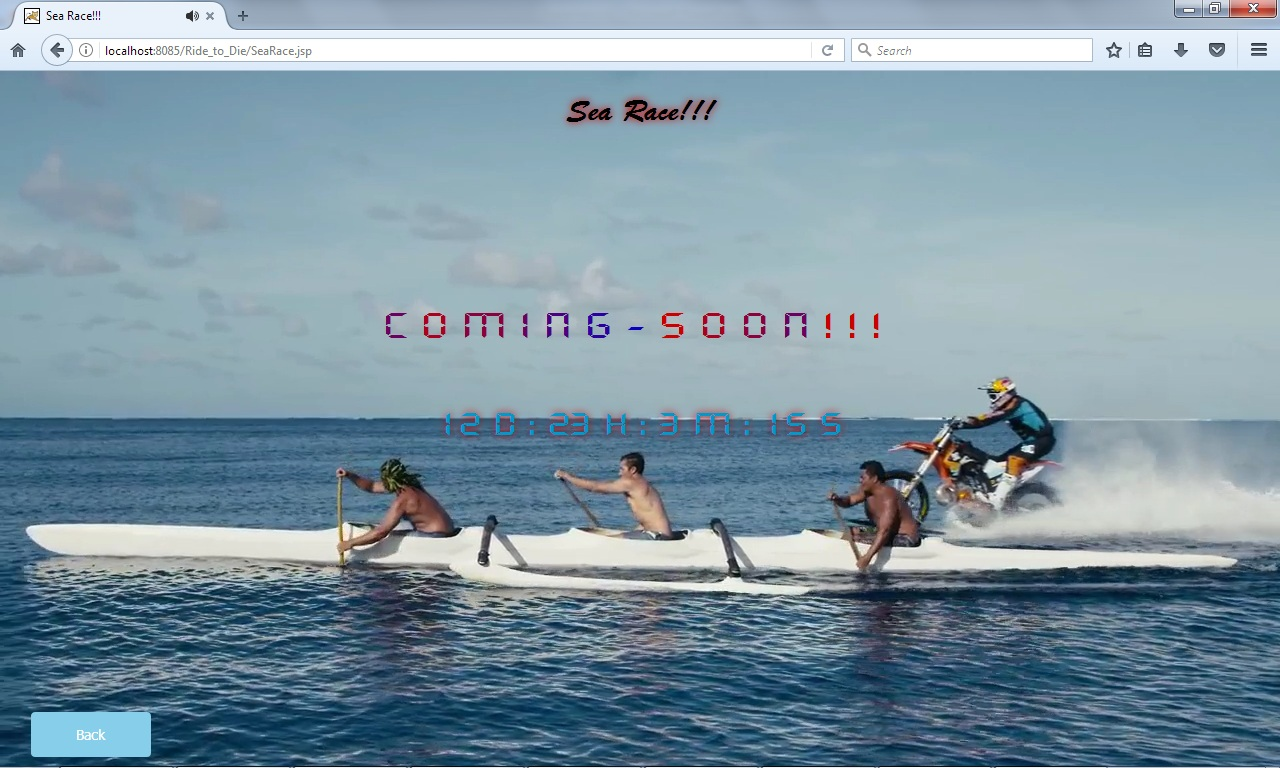 Sea Race!!!
localhost:8085/Ride_to_Die/SeaRace.jsp
Search
Sea Race!!!
COMING-SOON!!!
12D:23H:3M:15S
Back